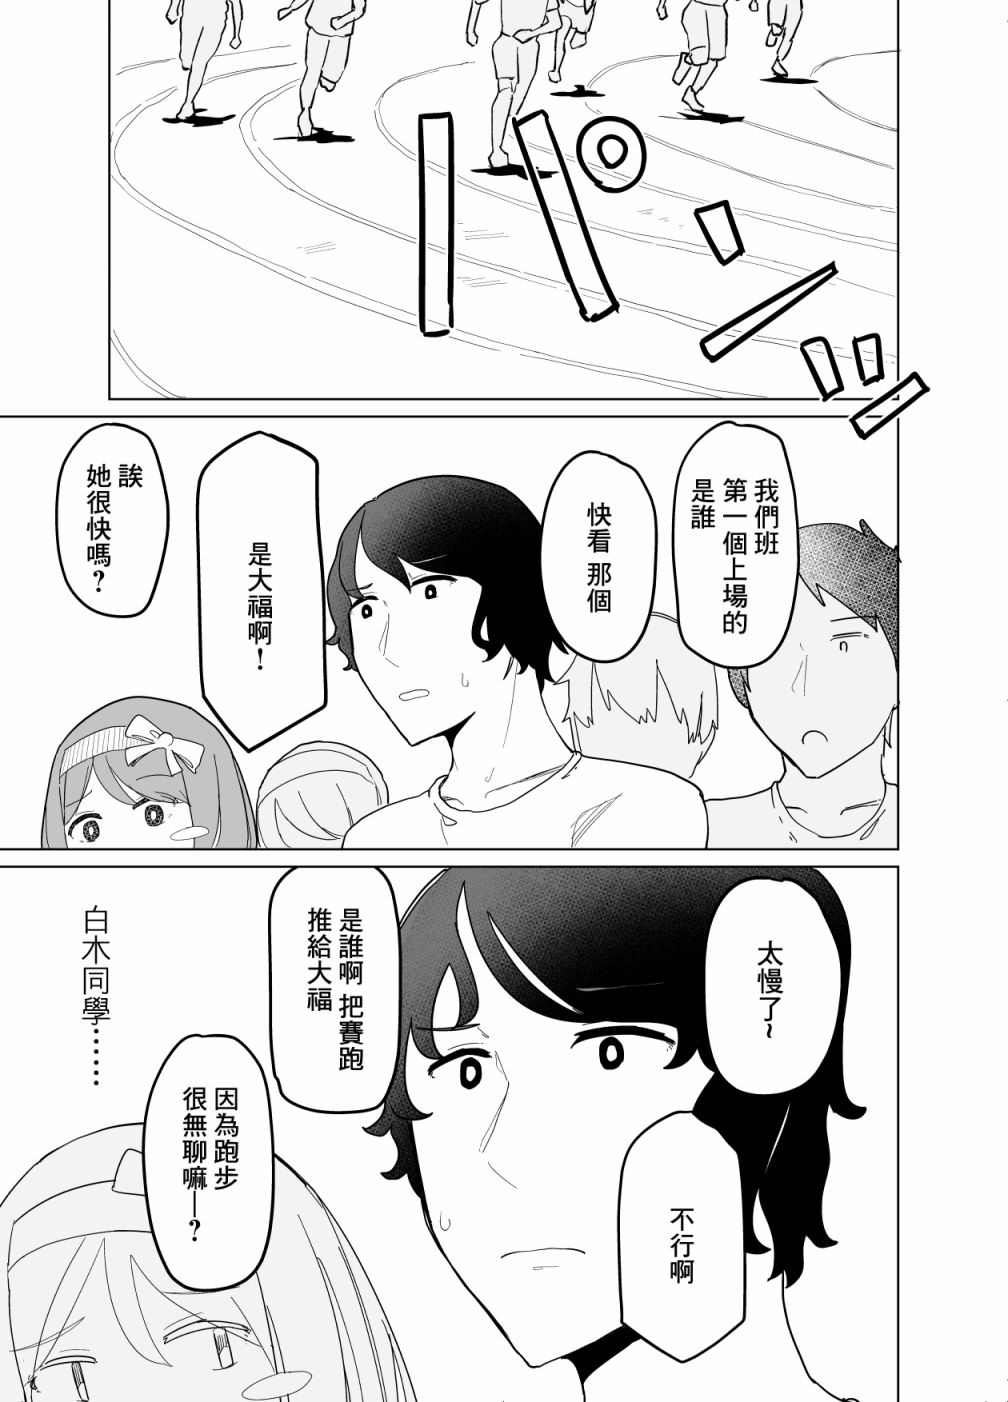 パンッ
我們班
第一個上場的
是誰
快看 那個
是大福啊！
誒
她很快嗎？
太慢了~
不行啊
是誰啊 把賽跑
推給大福
因為跑步
很無聊嘛—？
白木同學……